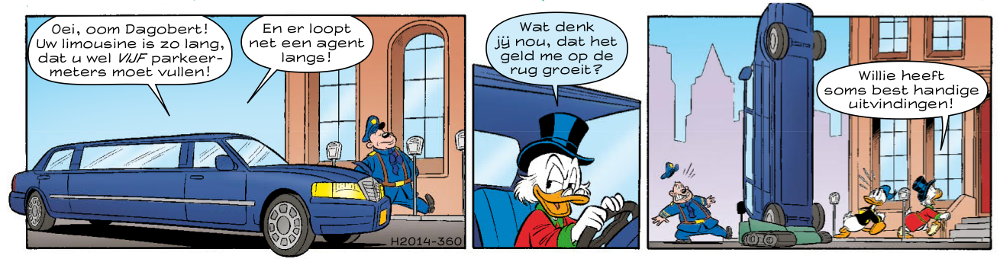 Oei, oom Dagobert!
Uw limousine is zo lang,
dat u wel VIJF parkeer-
meters moet vullen!
En er loopt
net een agent
langs!
H2014-360
Wat denk
jij nou, dat het
geld me op de
rug groeit?
Willie heeft
soms best handige
uitvindingen!